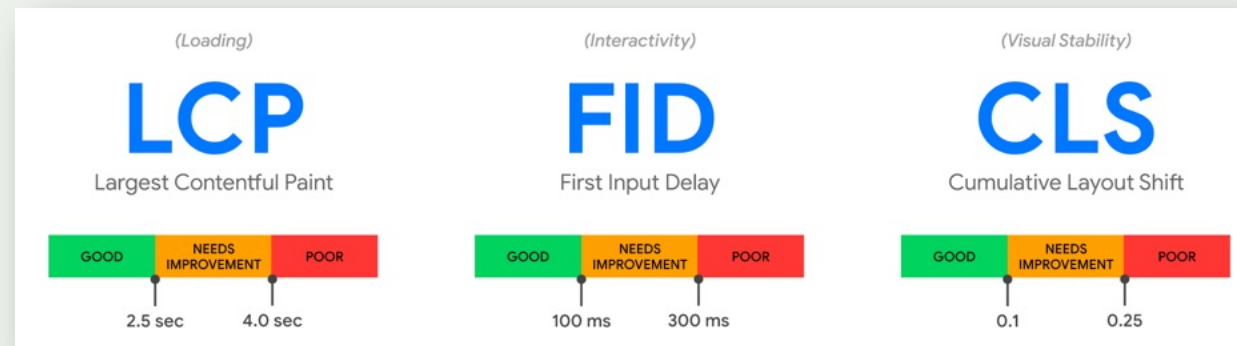 (Loading)
LCP
Largest Contentful Paint
GOOD
NEEDS
IMPROVEMENT
POOR
2.5 sec
4.0 sec
(Interactivity)
FID
First Input Delay
GOOD
NEEDS
IMPROVEMENT
POOR
100 ms
300 ms
(Visual Stability)
CLS
Cumulative Layout Shift
GOOD
NEEDS
IMPROVEMENT
POOR
0.1
0.25